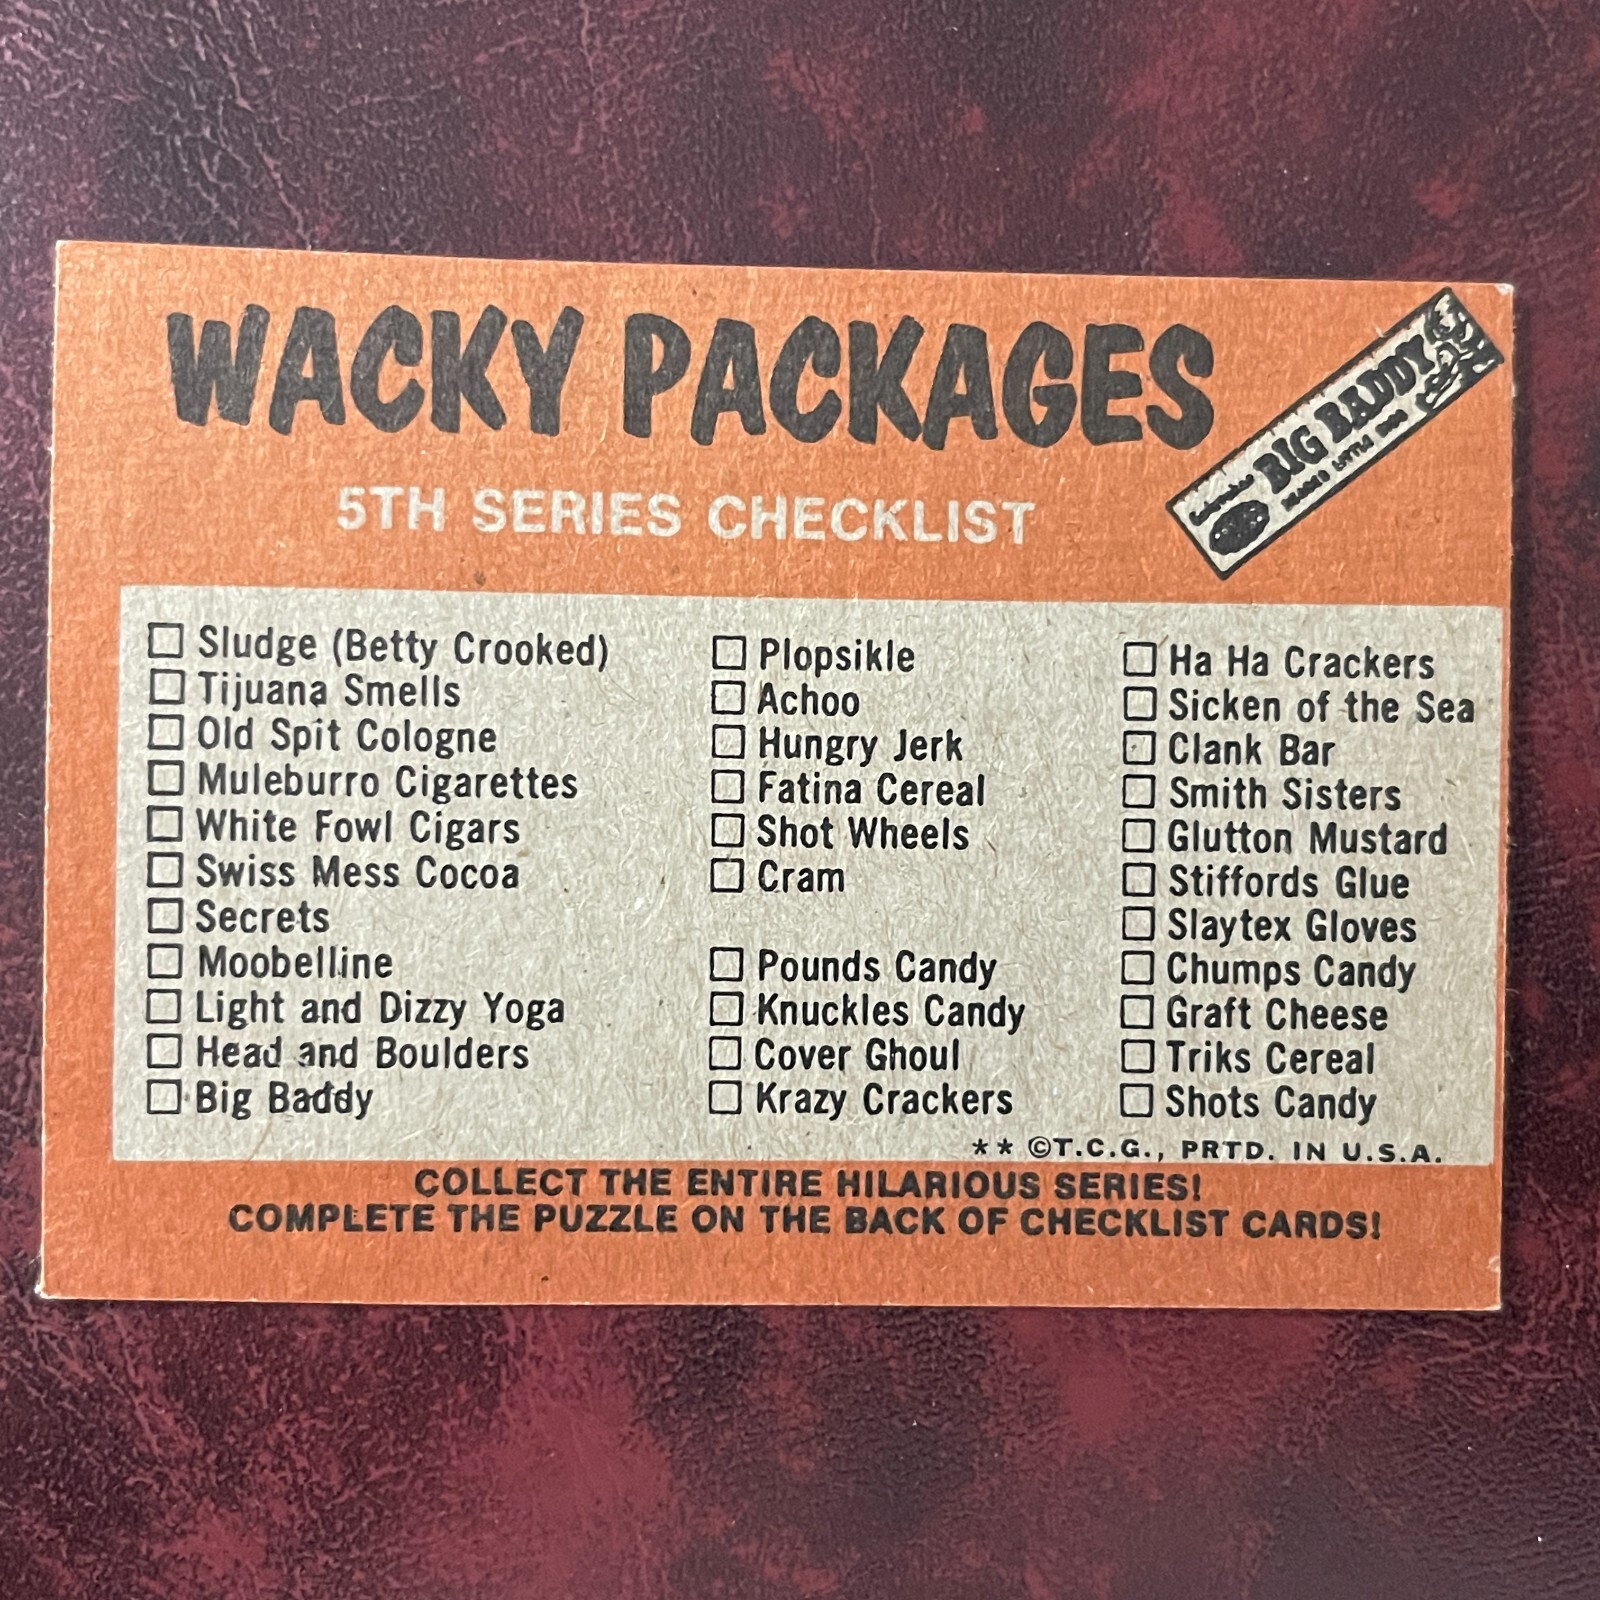 WACKY PACKAGES
5TH SERIES CHECKLIST
BIG BADDY
Sludge (Betty Crooked)
Tijuana Smells
Old Spit Cologne
Muleburro Cigarettes
White Fowl Cigars
Swiss Mess Cocoa
Secrets
Moobelline
Light and Dizzy Yoga
Head and Boulders
Big Baddy
Plopsikle
Achoo
Hungry Jerk
Fatina Cereal
Shot Wheels
Cram
Pounds Candy
Knuckles Candy
Cover Ghoul
Krazy Crackers
Ha Ha Crackers
Sicken of the Sea
Clank Bar
Smith Sisters
Glutton Mustard
Stiffords Glue
Slaytex Gloves
Chumps Candy
Graft Cheese
Triks Cereal
Shots Candy
** ©T.C.G., PRTD. IN U.S.A.
COLLECT THE ENTIRE HILARIOUS SERIES!
COMPLETE THE PUZZLE ON THE BACK OF CHECKLIST CARDS!